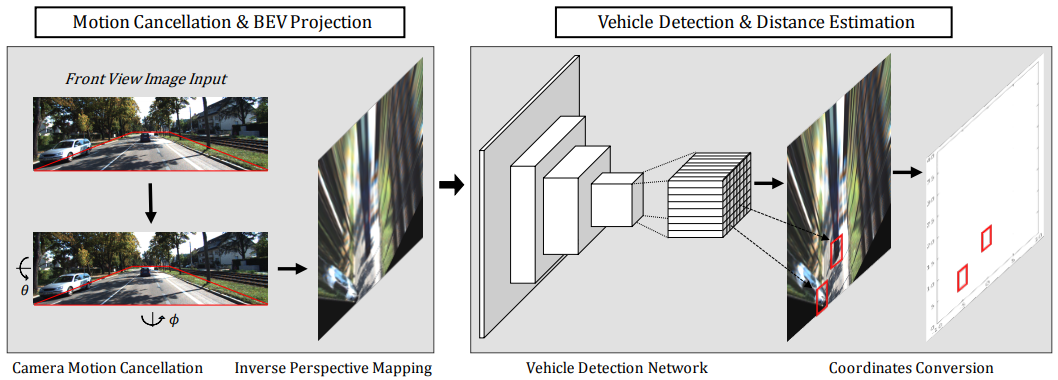 Motion Cancellation & BEV Projection
Vehicle Detection & Distance Estimation
Front View Image Input
θ
ϕ
Camera Motion Cancellation
Inverse Perspective Mapping
Vehicle Detection Network
Coordinates Conversion